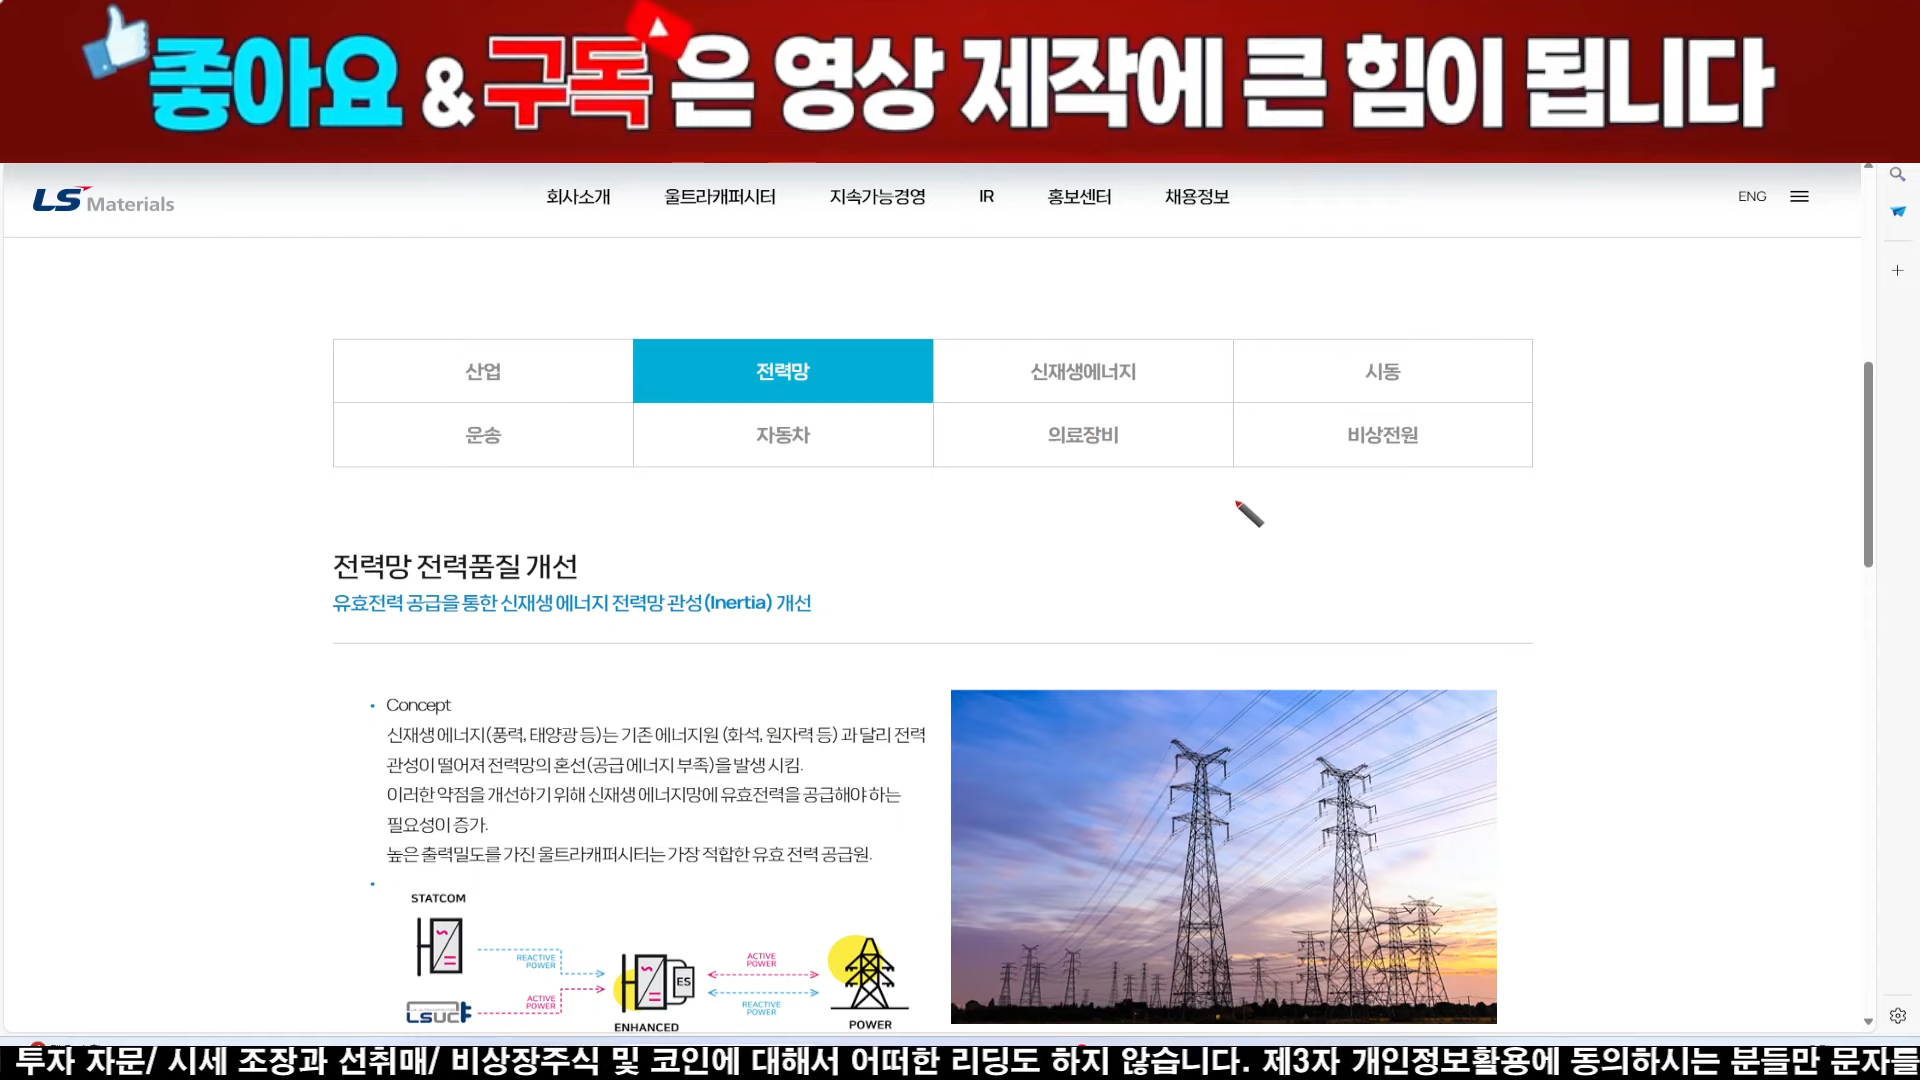 좋아요 & 구독은 영상 제작에 큰 힘이 됩니다
LS Materials
회사소개 울트라캐퍼시터 지속가능경영 IR 홍보센터 채용정보
ENG
산업 전력망 신재생에너지 시동
운송 자동차 의료장비 비상전원
전력망 전력품질 개선
유효전력 공급을 통한 신재생 에너지 전력망 관성(Inertia) 개선
Concept
신재생 에너지(풍력, 태양광 등)는 기존 에너지원 (화석, 원자력 등) 과 달리 전력
관성이 떨어져 전력망의 혼선(공급 에너지 부족)을 발생 시킴.
이러한 약점을 개선하기 위해 신재생 에너지망에 유효전력을 공급해야 하는
필요성이 증가.
높은 출력밀도를 가진 울트라캐퍼시터는 가장 적합한 유효 전력 공급원.
STATCOM
REACTIVE
POWER
ACTIVE
POWER
LSUC
ES
ENHANCED
ACTIVE
POWER
REACTIVE
POWER
POWER
투자 자문/ 시세 조장과 선취매/ 비상장주식 및 코인에 대해서 어떠한 리딩도 하지 않습니다. 제3자 개인정보활용에 동의하시는 분들만 문자를